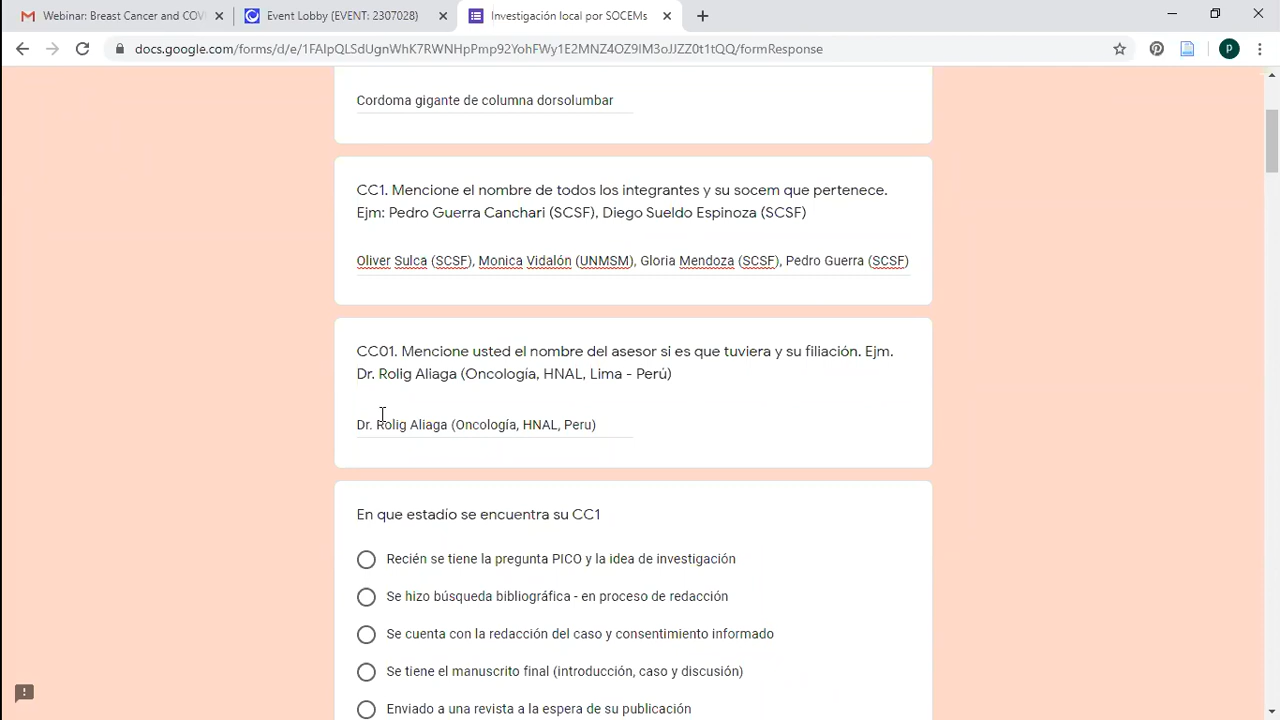 Webinar: Breast Cancer and COV
Event Lobby (EVENT: 2307028)
Investigación local por SOCEMs
docs.google.com/forms/d/e/1FAIpQLSdUgnWhK7RWNHpPmp92YohFWy1E2MNZ4OZ9IM3oJJZZ0t1tQQ/formResponse
p
Cordoma gigante de columna dorsolumbar
CC1. Mencione el nombre de todos los integrantes y su socem que pertenece.
Ejm: Pedro Guerra Canchari (SCSF), Diego Sueldo Espinoza (SCSF)
Oliver Sulca (SCSF), Monica Vidalón (UNMSM), Gloria Mendoza (SCSF), Pedro Guerra (SCSF)
CC01. Mencione usted el nombre del asesor si es que tuviera y su filiación. Ejm.
Dr. Rolig Aliaga (Oncología, HNAL, Lima - Perú)
Dr. Rolig Aliaga (Oncología, HNAL, Peru)
En que estadio se encuentra su CC1
Recién se tiene la pregunta PICO y la idea de investigación
Se hizo búsqueda bibliográfica - en proceso de redacción
Se cuenta con la redacción del caso y consentimiento informado
Se tiene el manuscrito final (introducción, caso y discusión)
Enviado a una revista a la espera de su publicación